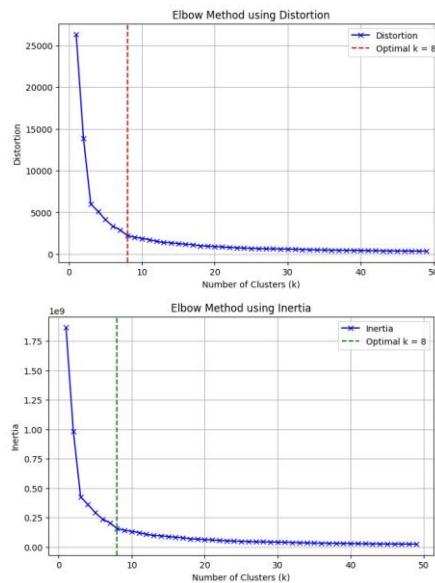 Elbow Method using Distortion
Distortion
Optimal k = 8
25000
20000
15000
10000
5000
0
Distortion
0 10 20 30 40 50
Number of Clusters (k)
Elbow Method using Inertia
1e9
Inertia
Optimal k = 8
1.75
1.50
1.25
1.00
0.75
0.50
0.25
0.00
Inertia
0 10 20 30 40 50
Number of Clusters (k)